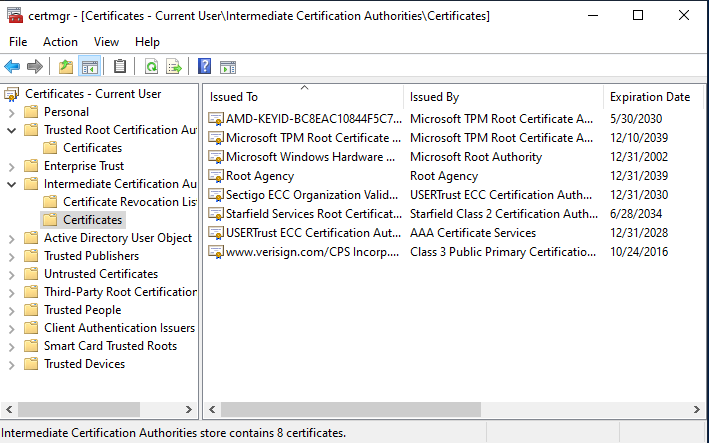 certmgr - [Certificates - Current User\Intermediate Certification Authorities\Certificates]
File Action View Help
Certificates - Current User
Personal
Trusted Root Certification Au
Certificates
Enterprise Trust
Intermediate Certification Au
Certificate Revocation Lis
Certificates
Active Directory User Object
Trusted Publishers
Untrusted Certificates
Third-Party Root Certification
Trusted People
Client Authentication Issuers
Smart Card Trusted Roots
Trusted Devices
Issued To Issued By Expiration Date
AMD-KEYID-BC8EAC10844F5C7... Microsoft TPM Root Certificate A... 5/30/2030
Microsoft TPM Root Certificate ... Microsoft TPM Root Certificate A... 12/10/2039
Microsoft Windows Hardware ... Microsoft Root Authority 12/31/2002
Root Agency Root Agency 12/31/2039
Sectigo ECC Organization Valid... USERTrust ECC Certification Auth... 12/31/2030
Starfield Services Root Certificat... Starfield Class 2 Certification Auth... 6/28/2034
USERTrust ECC Certification Aut... AAA Certificate Services 12/31/2028
www.verisign.com/CPS Incorp.... Class 3 Public Primary Certificatio... 10/24/2016
Intermediate Certification Authorities store contains 8 certificates.